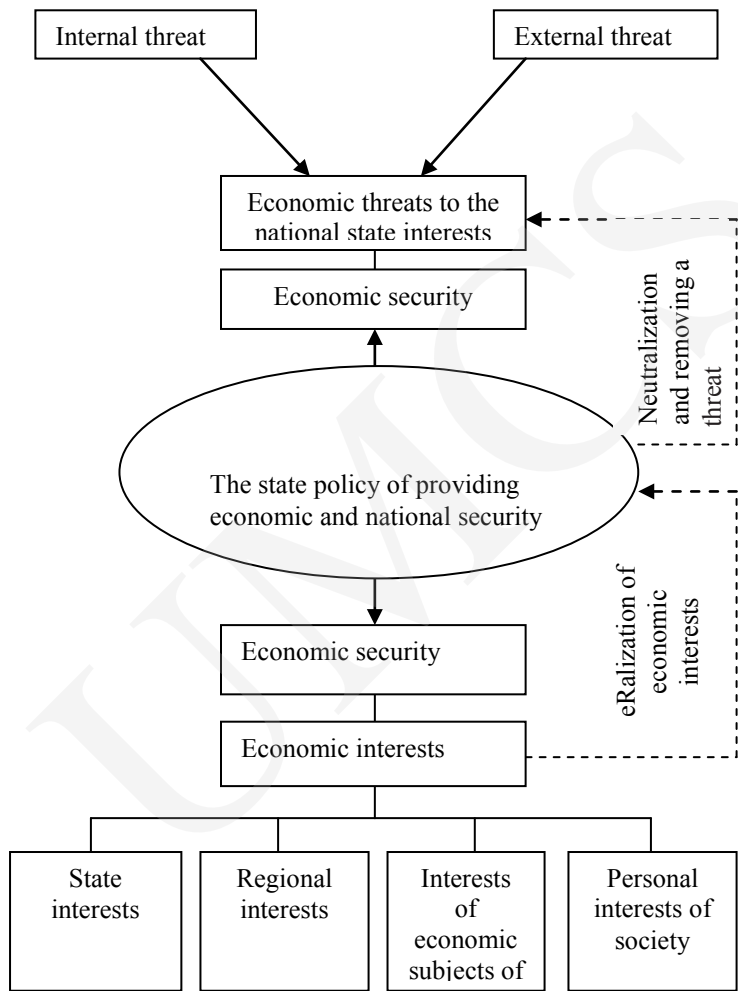 Internal threat
External threat
Economic threats to the
national state interests
Economic security
Neutralization
and removing a
threat
The state policy of providing
economic and national security
eRalization of
economic
interests
Economic security
Economic interests
State
interests
Regional
interests
Interests
of
economic
subjects of
Personal
interests of
society
UMCS